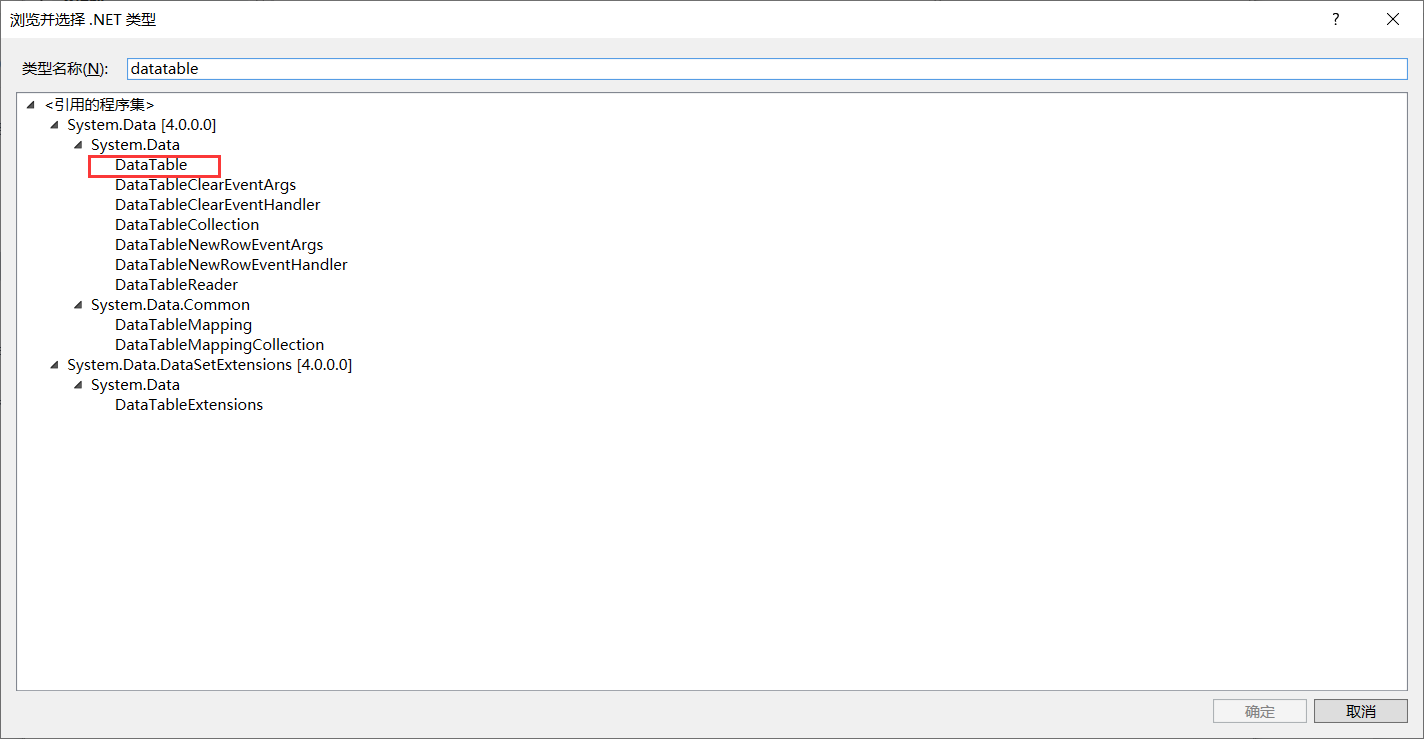 浏览并选择 .NET 类型
?
类型名称(N): datatable
<引用的程序集>
System.Data [4.0.0.0]
System.Data
DataTable
DataTableClearEventArgs
DataTableClearEventHandler
DataTableCollection
DataTableNewRowEventArgs
DataTableNewRowEventHandler
DataTableReader
System.Data.Common
DataTableMapping
DataTableMappingCollection
System.Data.DataSetExtensions [4.0.0.0]
System.Data
DataTableExtensions
确定 取消